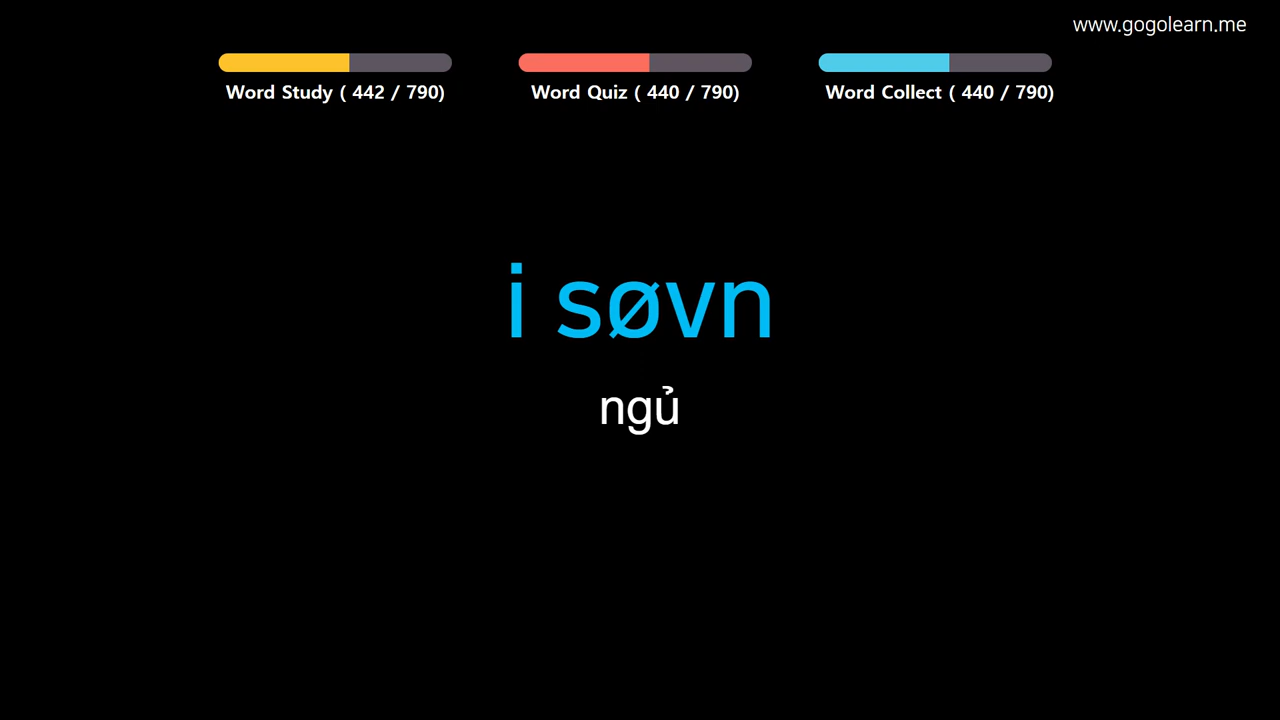 www.gogolearn.me
Word Study ( 442 / 790)
Word Quiz ( 440 / 790)
Word Collect ( 440 / 790)
i søvn
ngủ